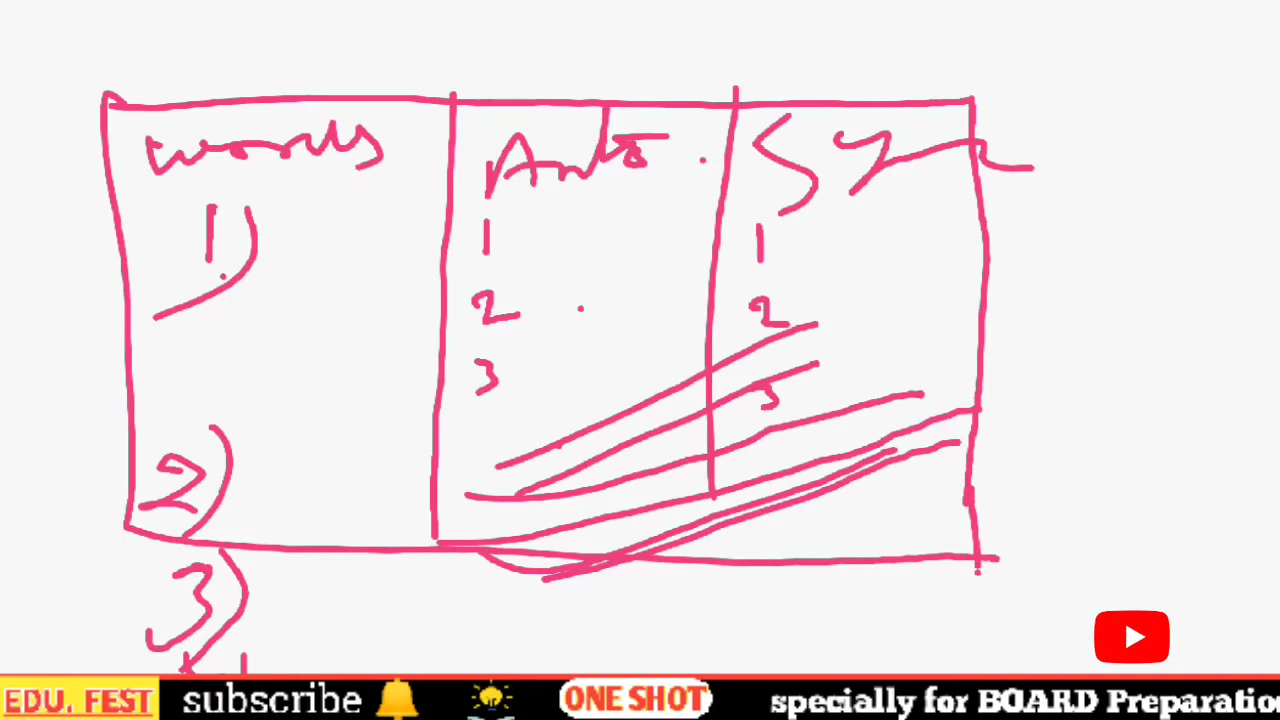 words Ant. Syn
1) 1 1
2 2
3 3
2)
3)
EDU. FEST subscribe ONE SHOT specially for BOARD Preparatio